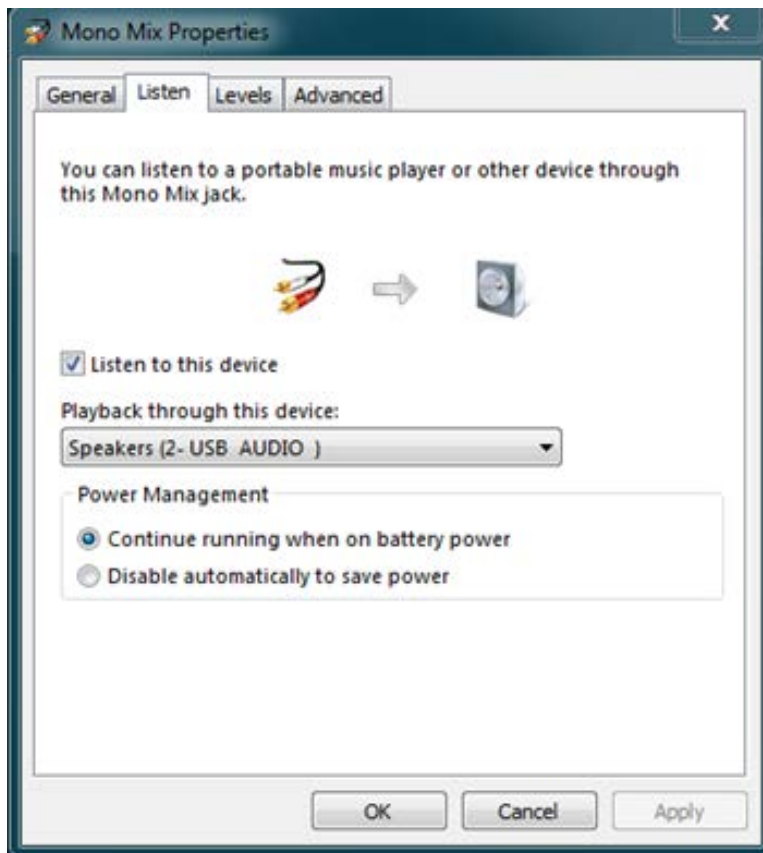 Mono Mix Properties
General Listen Levels Advanced
You can listen to a portable music player or other device through
this Mono Mix jack.
Listen to this device
Playback through this device:
Speakers (2- USB  AUDIO  )
Power Management
Continue running when on battery power
Disable automatically to save power
OK Cancel Apply